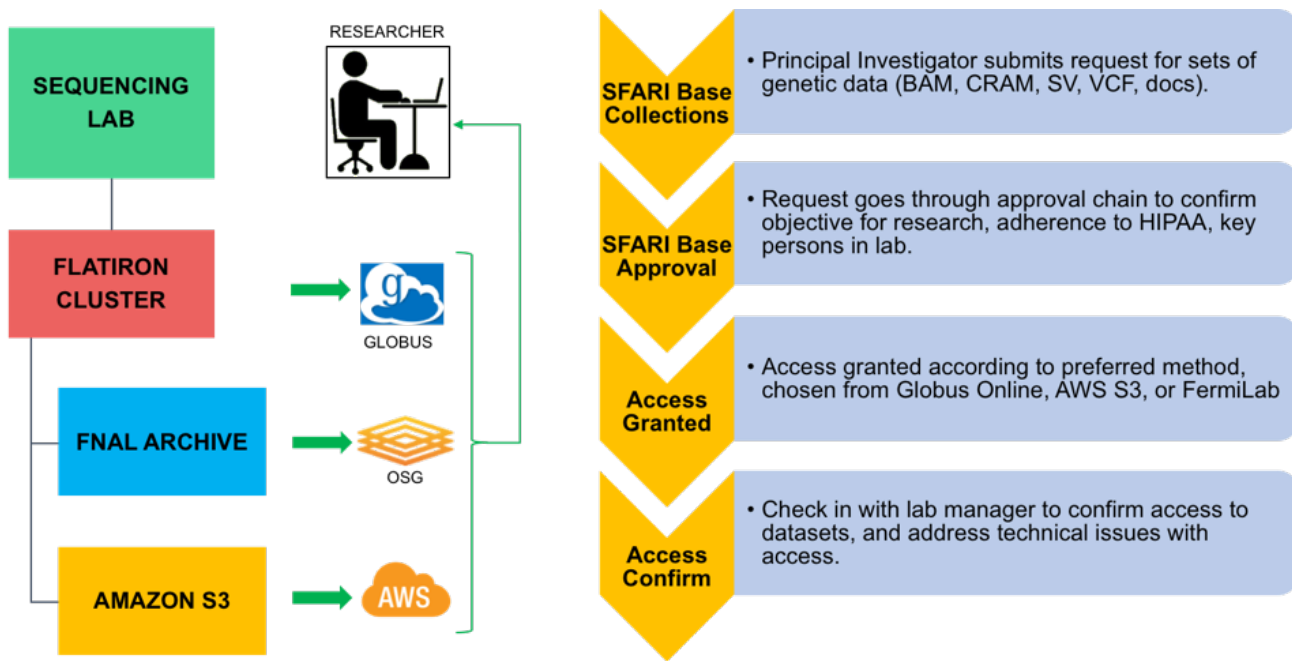 SEQUENCING
LAB
FLATIRON
CLUSTER
FNAL ARCHIVE
AMAZON S3
RESEARCHER
g
GLOBUS
OSG
AWS
SFARI Base
Collections
• Principal Investigator submits request for sets of
genetic data (BAM, CRAM, SV, VCF, docs).
SFARI Base
Approval
• Request goes through approval chain to confirm
objective for research, adherence to HIPAA, key
persons in lab.
Access
Granted
• Access granted according to preferred method,
chosen from Globus Online, AWS S3, or FermiLab
Access
Confirm
• Check in with lab manager to confirm access to
datasets, and address technical issues with
access.